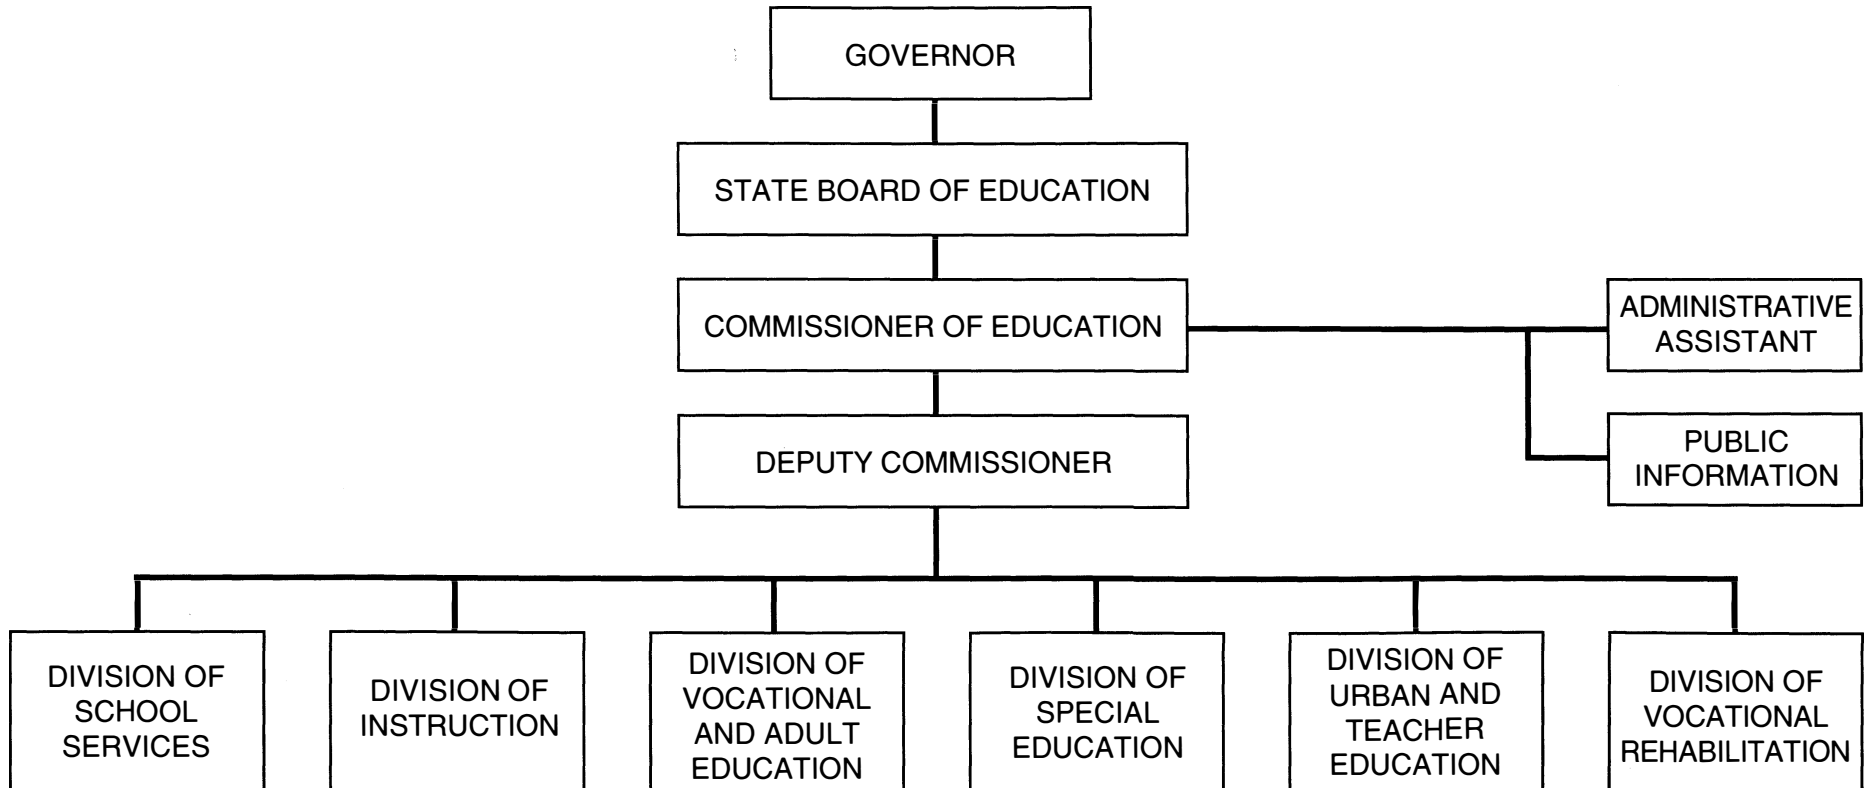 GOVERNOR
STATE BOARD OF EDUCATION
COMMISSIONER OF EDUCATION
ADMINISTRATIVE
ASSISTANT
DEPUTY COMMISSIONER
PUBLIC
INFORMATION
DIVISION OF
SCHOOL
SERVICES
DIVISION OF
INSTRUCTION
DIVISION OF
VOCATIONAL
AND ADULT
EDUCATION
DIVISION OF
SPECIAL
EDUCATION
DIVISION OF
URBAN AND
TEACHER
EDUCATION
DIVISION OF
VOCATIONAL
REHABILITATION